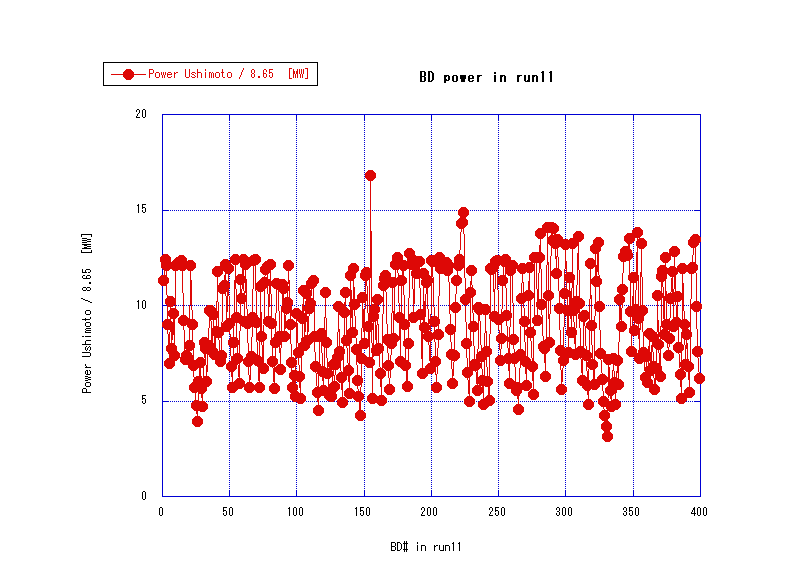 Power Ushimoto / 8.65 [MW]
BD power in run11
20
15
10
5
0
Power Ushimoto / 8.65 [MW]
0 50 100 150 200 250 300 350 400
BD# in run11